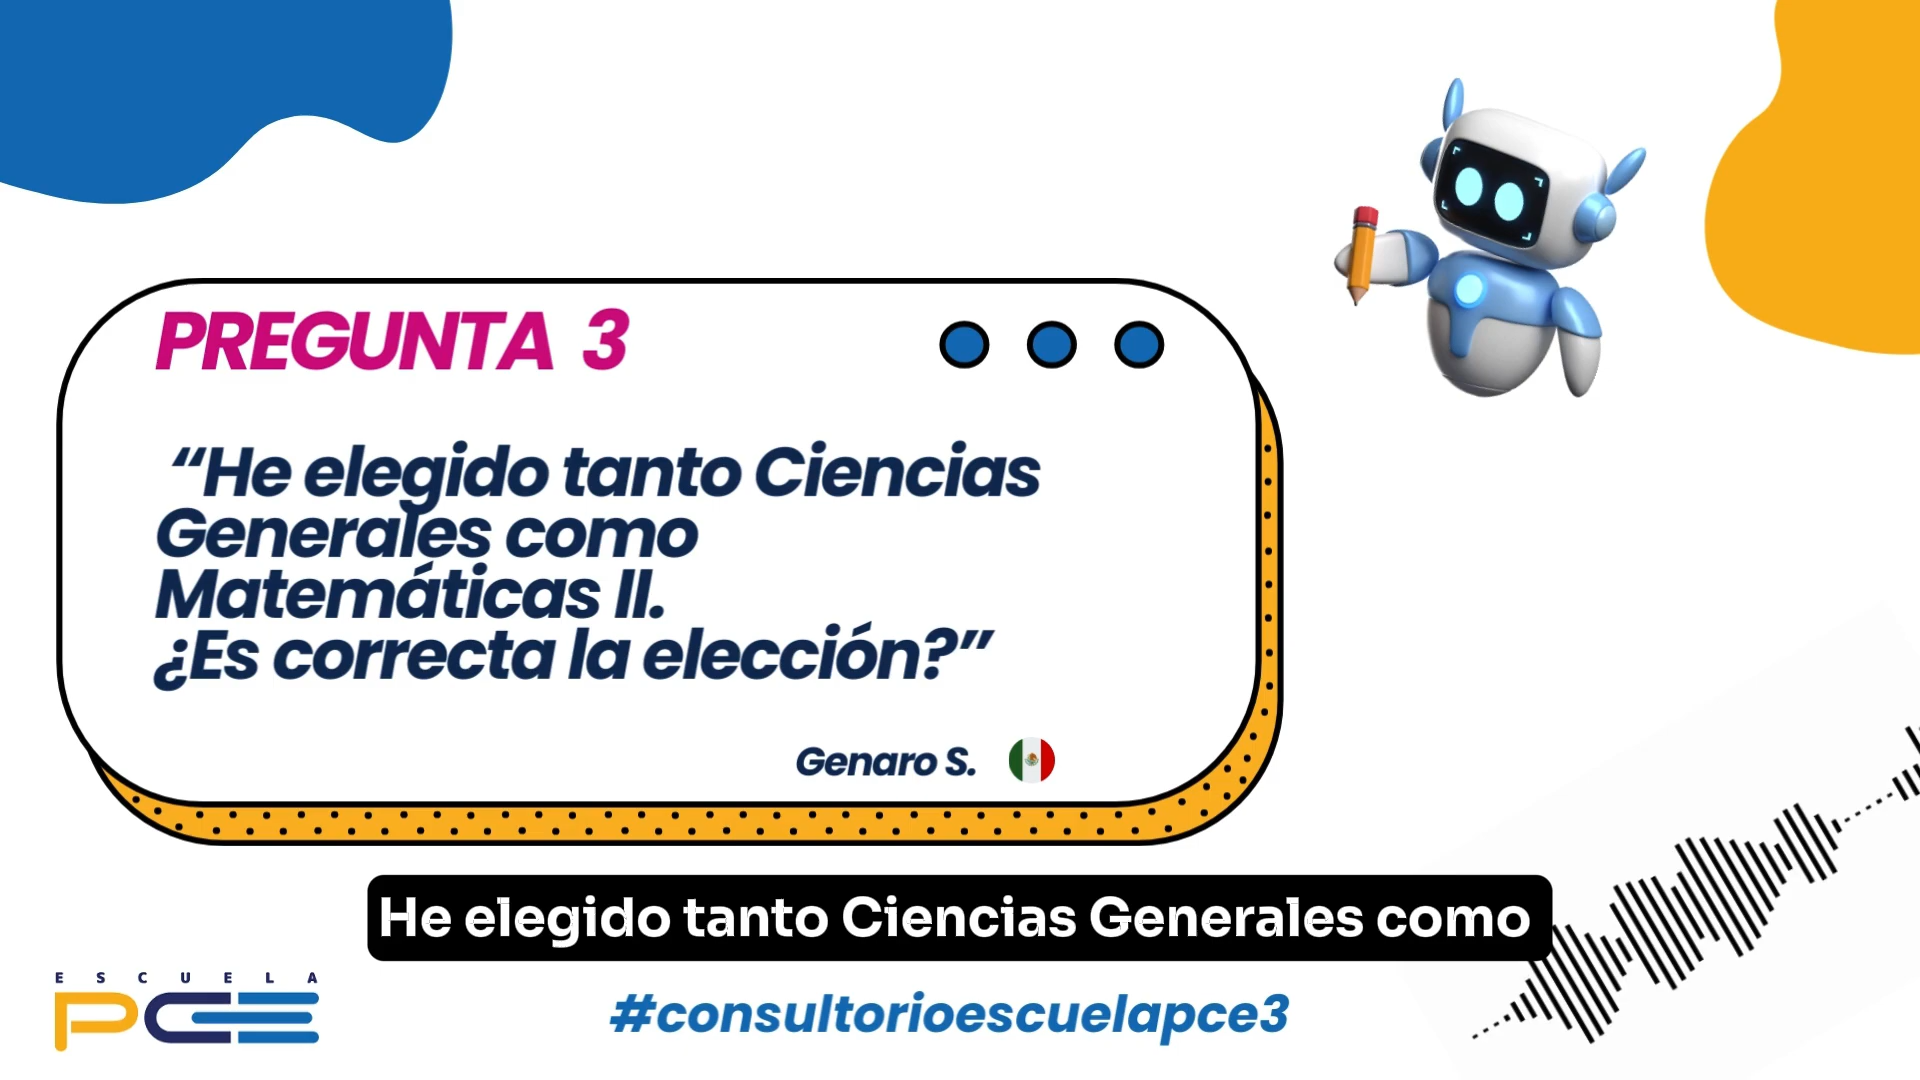 PREGUNTA 3
“He elegido tanto Ciencias
Generales como
Matemáticas II.
¿Es correcta la elección?”
Genaro S.
He elegido tanto Ciencias Generales como
ESCUELA
PCE
#consultorioescuelapce3